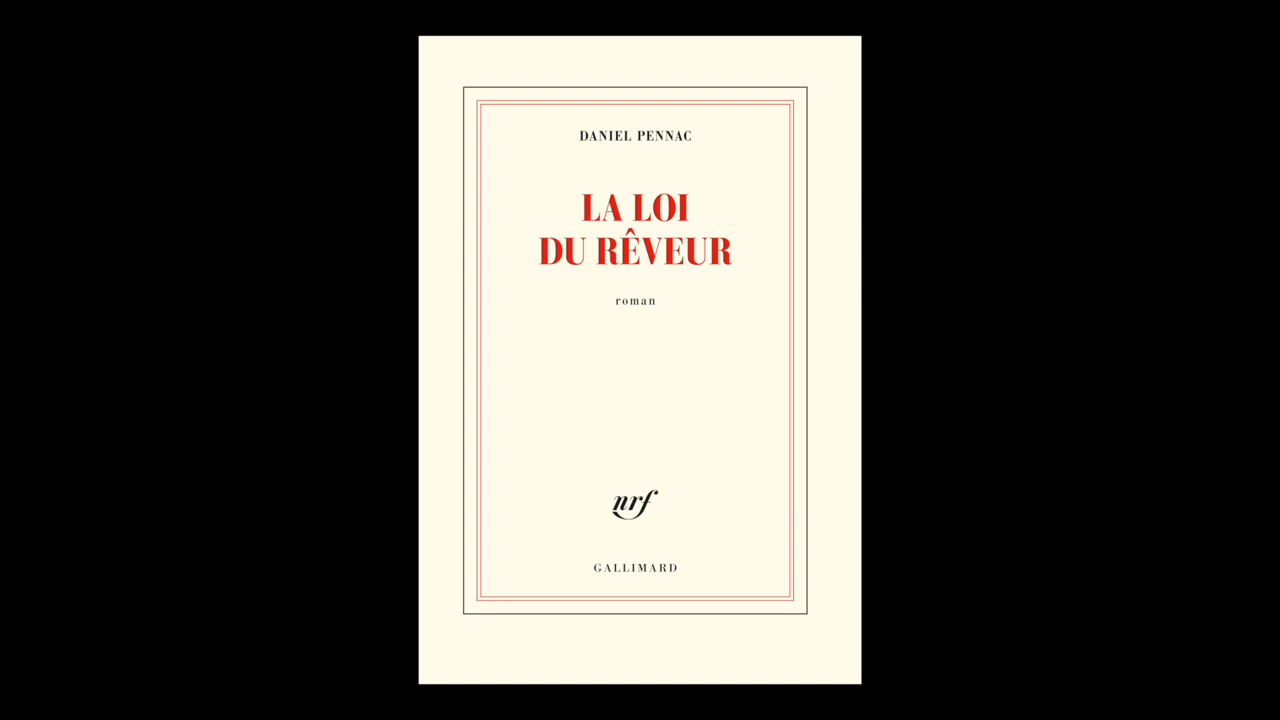 DANIEL PENNAC
LA LOI
DU RÊVEUR
roman
nrf
GALLIMARD